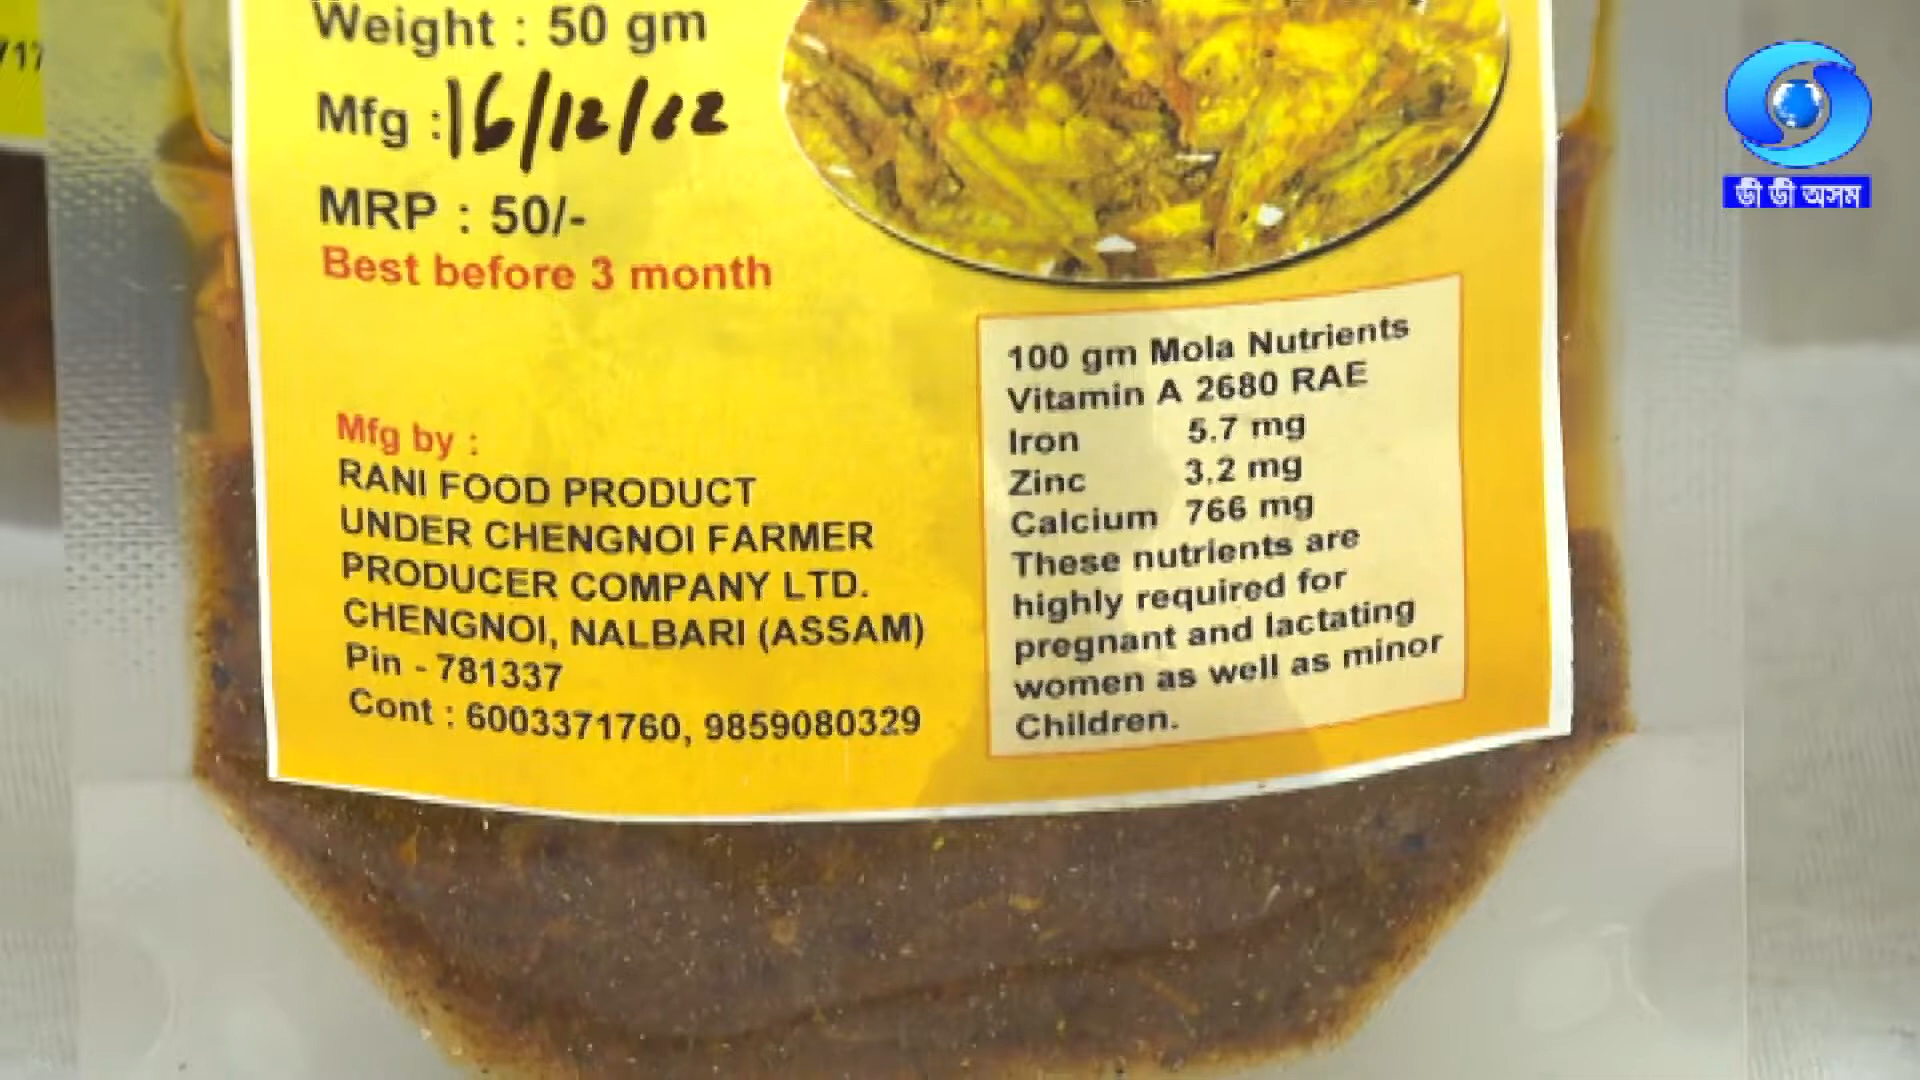 717
Weight : 50 gm
Mfg : 16/12/22
MRP : 50/-
Best before 3 month
Mfg by :
RANI FOOD PRODUCT
UNDER CHENGNOI FARMER
PRODUCER COMPANY LTD.
CHENGNOI, NALBARI (ASSAM)
Pin - 781337
Cont : 6003371760, 9859080329
100 gm Mola Nutrients
Vitamin A 2680 RAE
Iron 5.7 mg
Zinc 3.2 mg
Calcium 766 mg
These nutrients are
highly required for
pregnant and lactating
women as well as minor
Children.
ডী ডী অসম